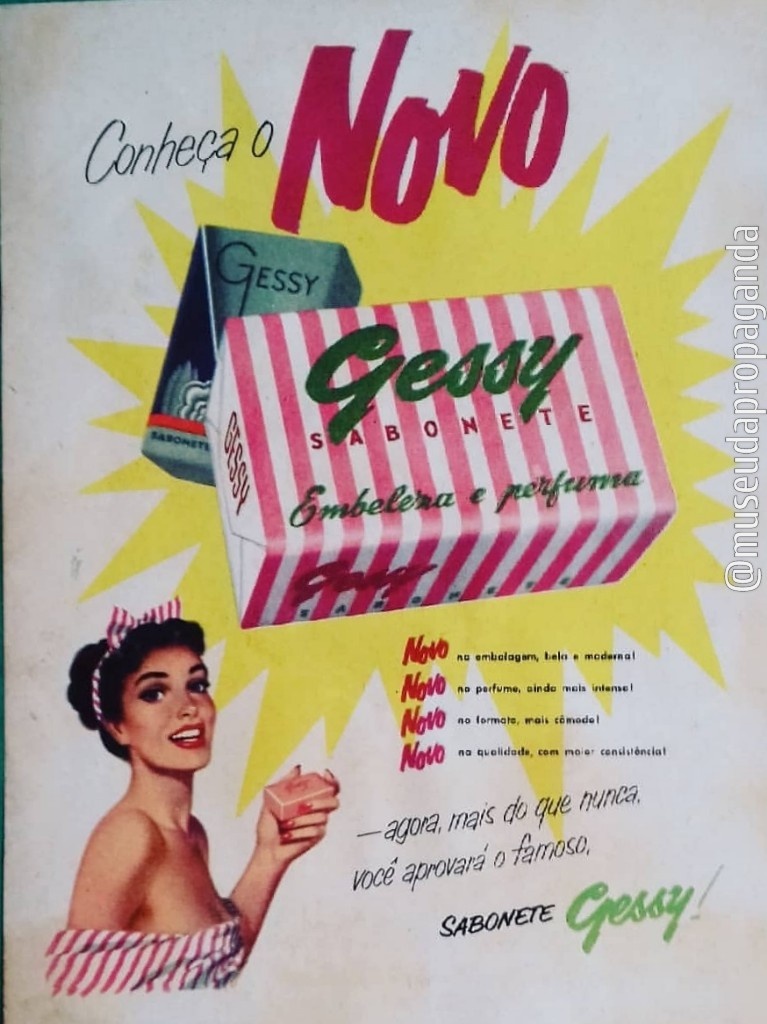 Conheça o NOVO
GESSY
SABONETE
GESSY
Gessy
SABONETE
Embeleza e perfuma
Gessy
SABONETE
Novo na embalagem, bela e moderna!
Novo no perfume, ainda mais intenso!
Novo no formato, mais cômodo!
Novo na qualidade, com maior consistência!
—agora, mais do que nunca,
você aprovará o famoso,
SABONETE Gessy!
@museudapropaganda